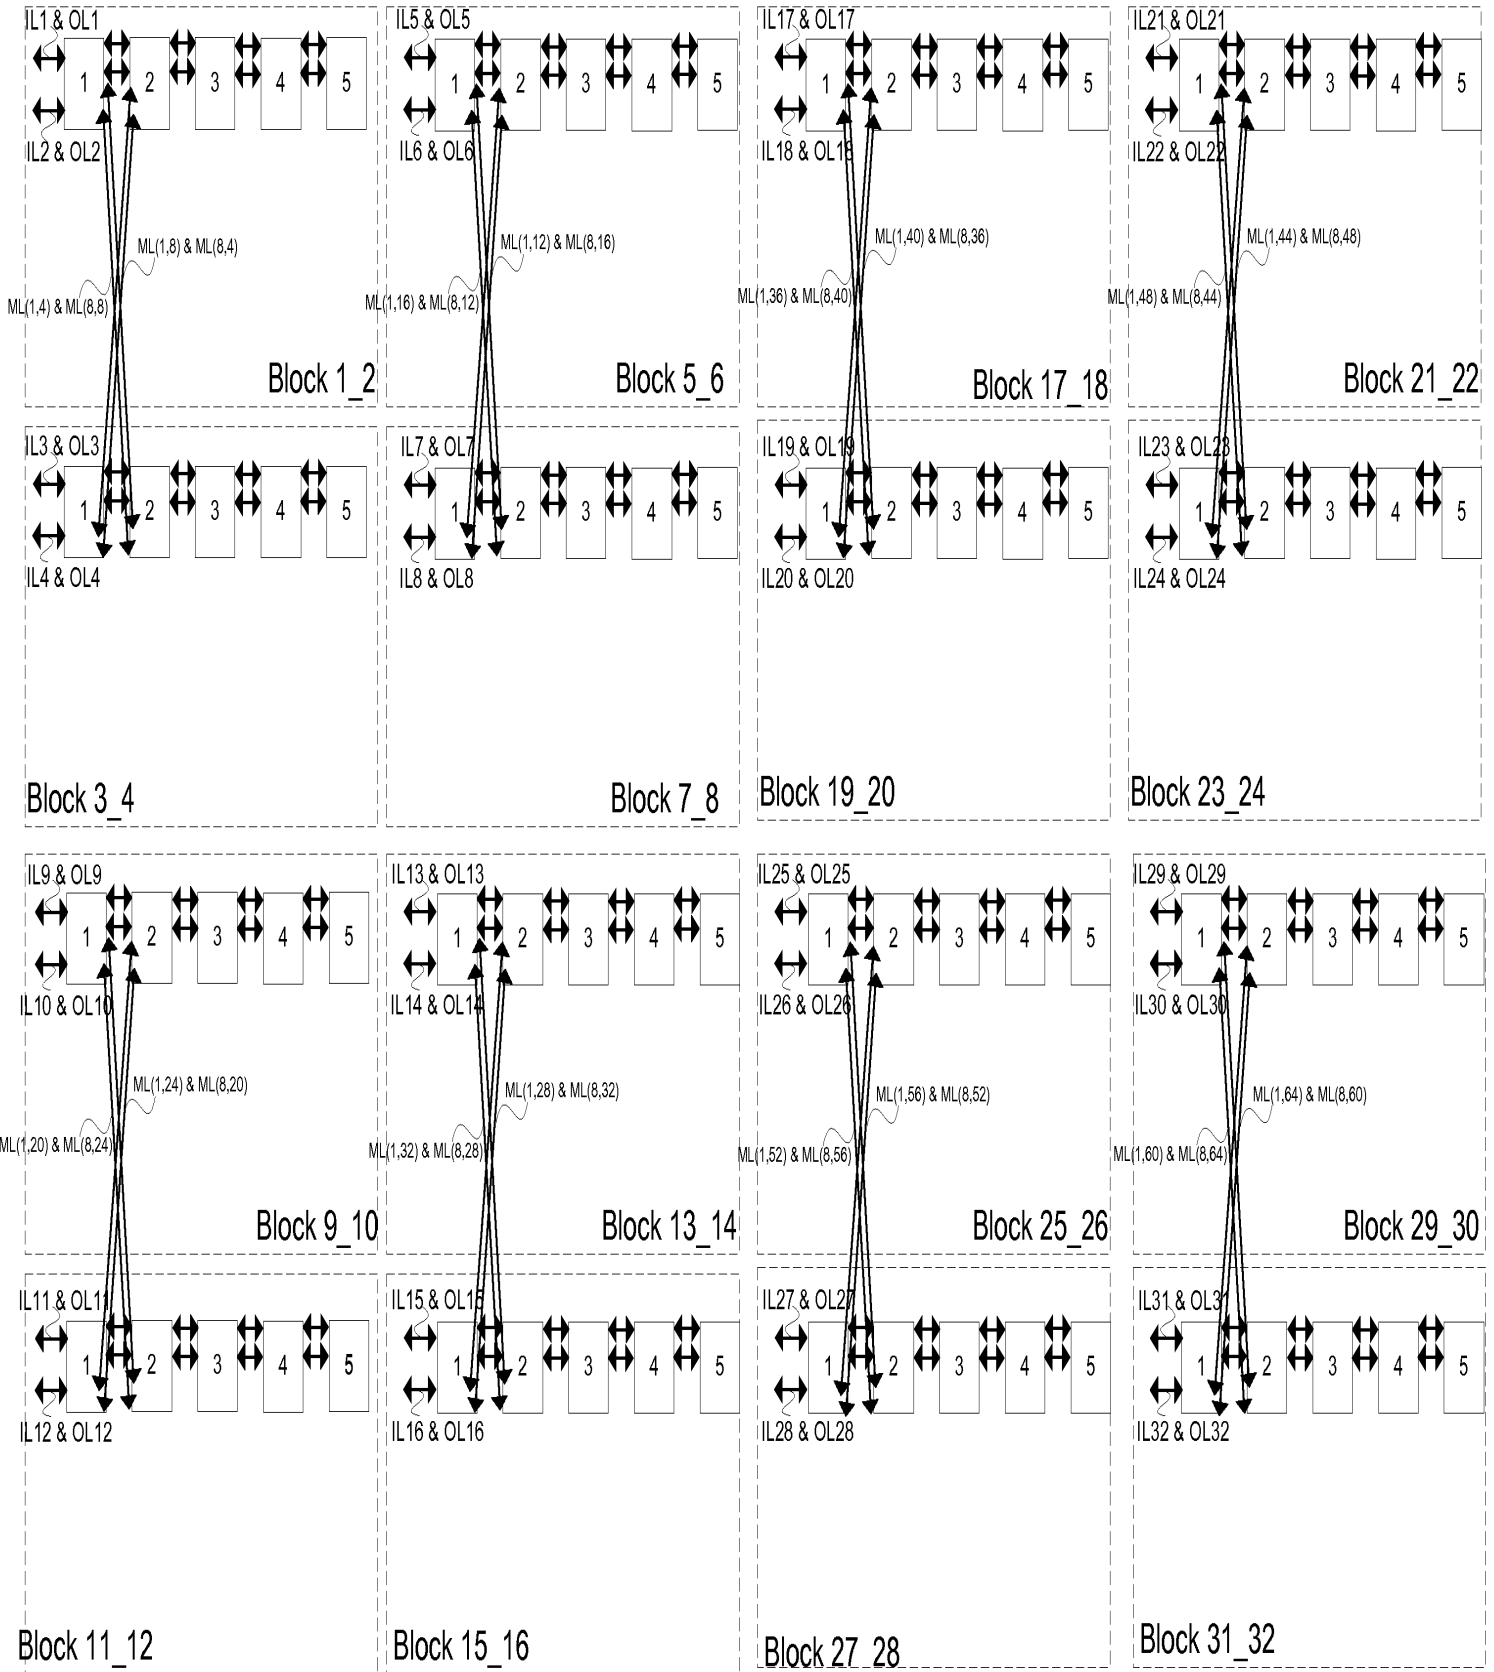 IL1 & OL1
1 2 3 4 5
IL2 & OL2
ML(1,8) & ML(8,4)
ML(1,4) & ML(8,8)
Block 1_2
IL5 & OL5
1 2 3 4 5
IL6 & OL6
ML(1,12) & ML(8,16)
ML(1,16) & ML(8,12)
Block 5_6
IL17 & OL17
1 2 3 4 5
IL18 & OL18
ML(1,40) & ML(8,36)
ML(1,36) & ML(8,40)
Block 17_18
IL21 & OL21
1 2 3 4 5
IL22 & OL22
ML(1,44) & ML(8,48)
ML(1,48) & ML(8,44)
Block 21_22
IL3 & OL3
1 2 3 4 5
IL4 & OL4
Block 3_4
IL7 & OL7
1 2 3 4 5
IL8 & OL8
Block 7_8
IL19 & OL19
1 2 3 4 5
IL20 & OL20
Block 19_20
IL23 & OL23
1 2 3 4 5
IL24 & OL24
Block 23_24
IL9 & OL9
1 2 3 4 5
IL10 & OL10
ML(1,24) & ML(8,20)
ML(1,20) & ML(8,24)
Block 9_10
IL13 & OL13
1 2 3 4 5
IL14 & OL14
ML(1,28) & ML(8,32)
ML(1,32) & ML(8,28)
Block 13_14
IL25 & OL25
1 2 3 4 5
IL26 & OL26
ML(1,56) & ML(8,52)
ML(1,52) & ML(8,56)
Block 25_26
IL29 & OL29
1 2 3 4 5
IL30 & OL30
ML(1,64) & ML(8,60)
ML(1,60) & ML(8,64)
Block 29_30
IL11 & OL11
1 2 3 4 5
IL12 & OL12
Block 11_12
IL15 & OL15
1 2 3 4 5
IL16 & OL16
Block 15_16
IL27 & OL27
1 2 3 4 5
IL28 & OL28
Block 27_28
IL31 & OL31
1 2 3 4 5
IL32 & OL32
Block 31_32